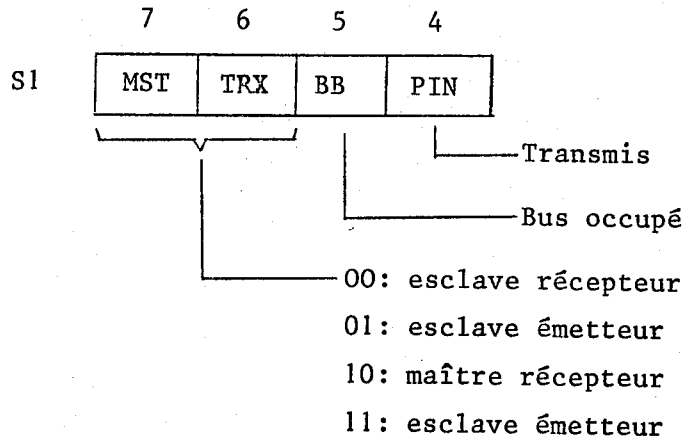 7 6 5 4
S1 MST TRX BB PIN
Transmis
Bus occupé
00: esclave récepteur
01: esclave émetteur
10: maître récepteur
11: esclave émetteur